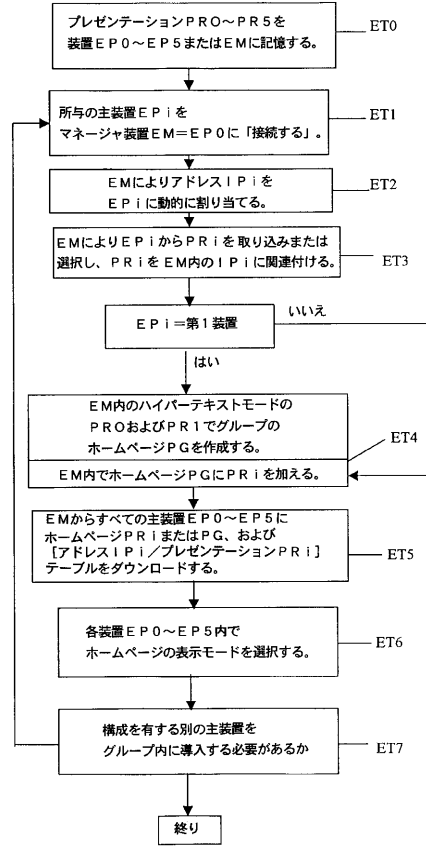 プレゼンテーションＰＲ０～ＰＲ５を
装置ＥＰ０～ＥＰ５またはＥＭに記憶する。
ET0
所与の主装置ＥＰｉを
マネージャ装置ＥＭ＝ＥＰ０に「接続する」。
ET1
ＥＭによりアドレスＩＰｉを
ＥＰｉに動的に割り当てる。
ET2
ＥＭによりＥＰｉからＰＲｉを取り込みまたは
選択し、ＰＲｉをＥＭ内のＩＰｉに関連付ける。
ET3
ＥＰｉ＝第１装置
いいえ
はい
ＥＭ内のハイパーテキストモードの
ＰＲ０およびＰＲ１でグループの
ホームページＰＧを作成する。
ET4
ＥＭ内でホームページＰＧにＰＲｉを加える。
ＥＭからすべての主装置ＥＰ０～ＥＰ５に
ホームページＰＲｉまたはＰＧ、および
［アドレスＩＰｉ／プレゼンテーションＰＲｉ］
テーブルをダウンロードする。
ET5
各装置ＥＰ０～ＥＰ５内で
ホームページの表示モードを選択する。
ET6
構成を有する別の主装置を
グループ内に導入する必要があるか
ET7
終り